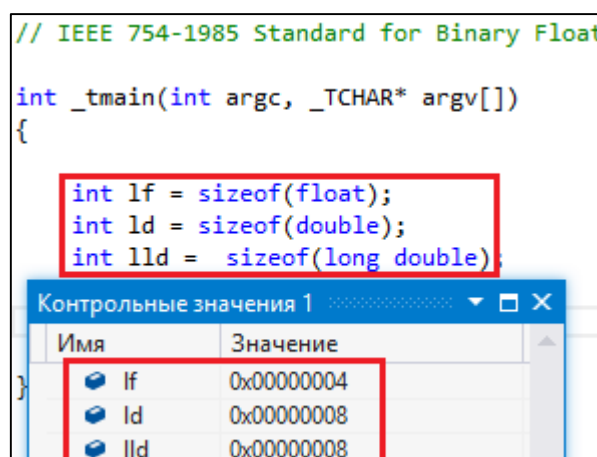 // IEEE 754-1985 Standard for Binary Float
int _tmain(int argc, _TCHAR* argv[])
{
int lf = sizeof(float);
int ld = sizeof(double);
int lld =  sizeof(long double);
Контрольные значения 1
Имя Значение
lf 0x00000004
}
ld 0x00000008
lld 0x00000008